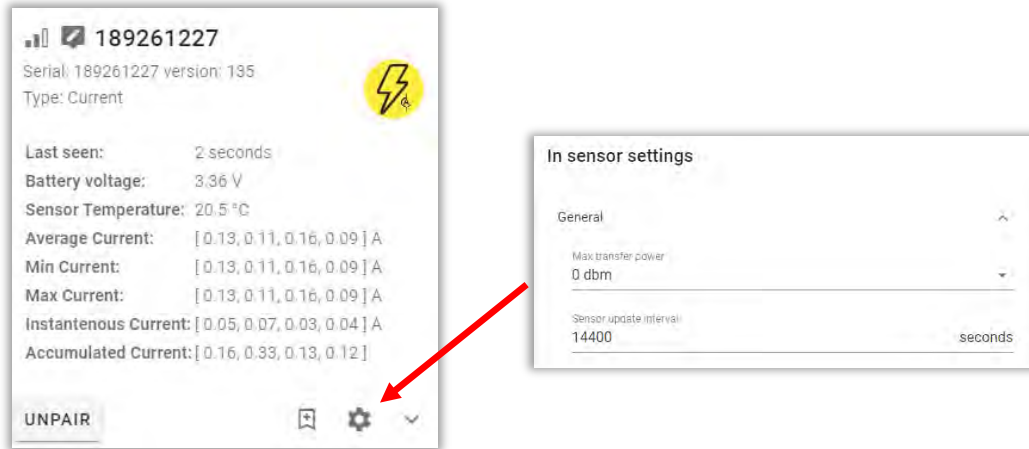 189261227
Serial: 189261227 version: 135
Type: Current
Last seen: 2 seconds
Battery voltage: 3.36 V
Sensor Temperature: 20.5 °C
Average Current: [ 0.13, 0.11, 0.16, 0.09 ] A
Min Current: [ 0.13, 0.11, 0.16, 0.09 ] A
Max Current: [ 0.13, 0.11, 0.16, 0.09 ] A
Instantenous Current: [ 0.05, 0.07, 0.03, 0.04 ] A
Accumulated Current: [ 0.16, 0.33, 0.13, 0.12 ]
UNPAIR
In sensor settings
General
Max transfer power
0 dbm
Sensor update interval
14400 seconds